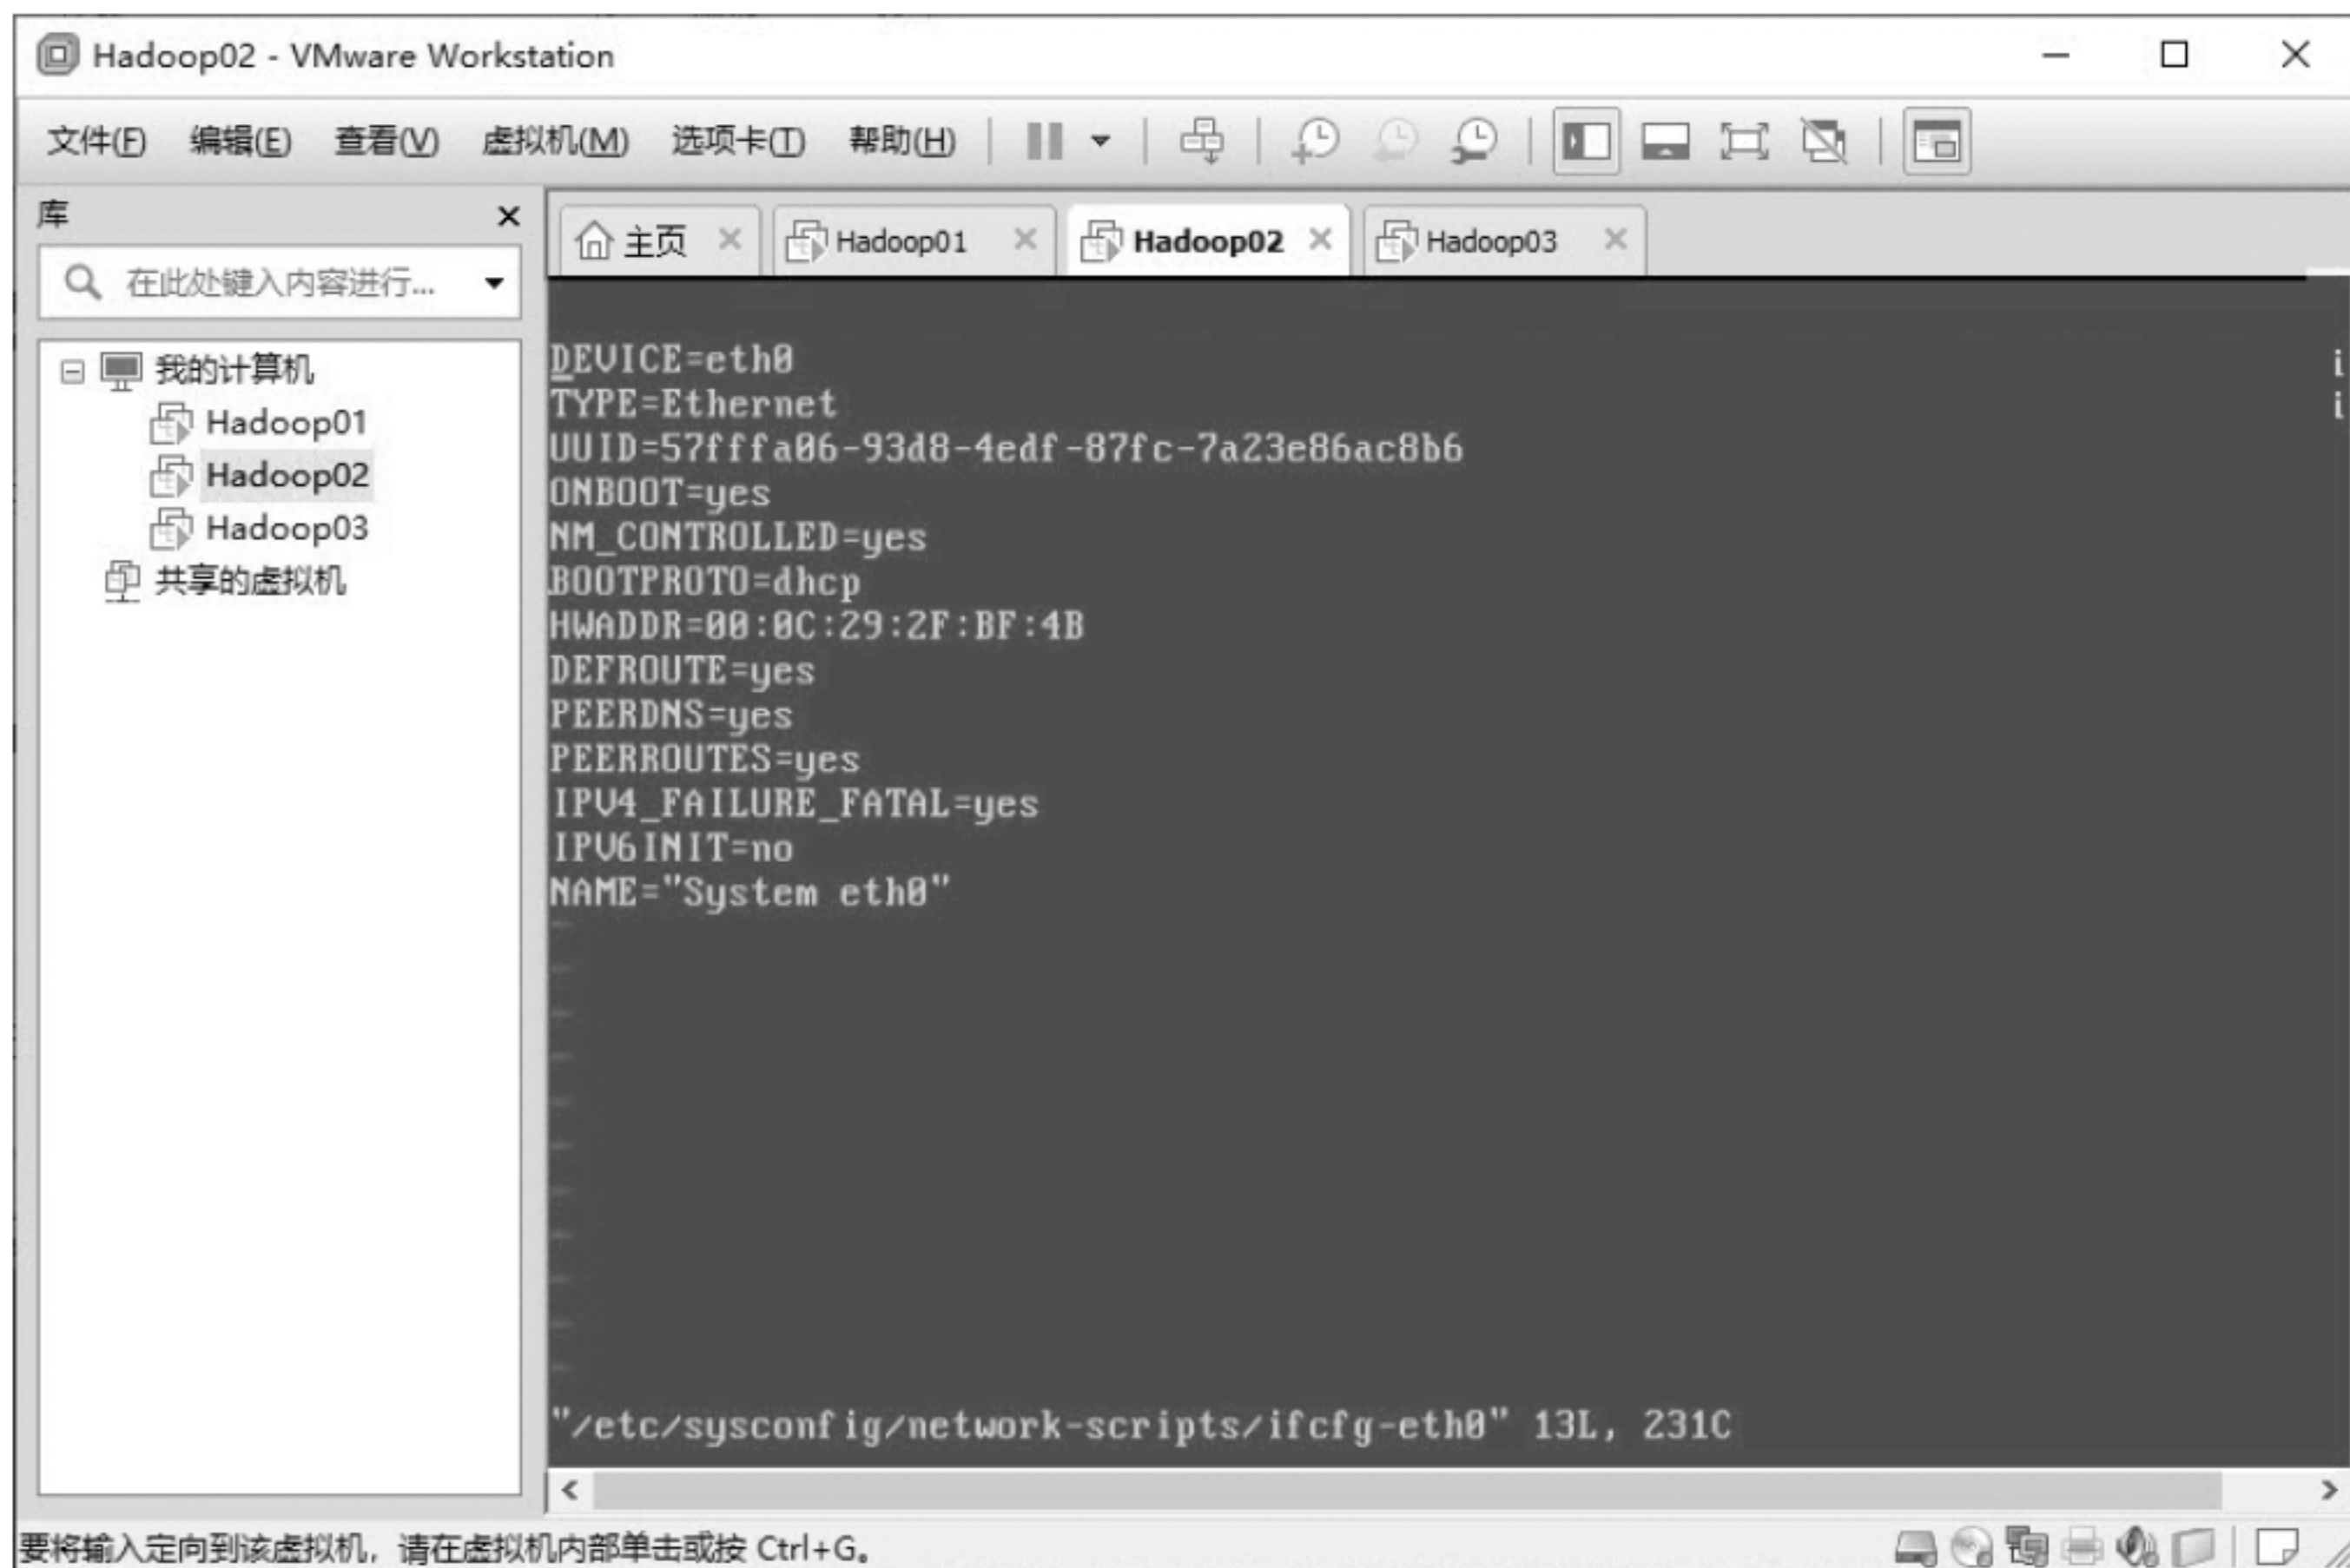 Hadoop02 - VMware Workstation
文件(F) 编辑(E) 查看(V) 虚拟机(M) 选项卡(T) 帮助(H)
库
在此处键入内容进行...
我的计算机
Hadoop01
Hadoop02
Hadoop03
共享的虚拟机
主页 Hadoop01 Hadoop02 Hadoop03
DEVICE=eth0
TYPE=Ethernet
UUID=57fffa06-93d8-4edf-87fc-7a23e86ac8b6
ONBOOT=yes
NM_CONTROLLED=yes
BOOTPROTO=dhcp
HWADDR=00:0C:29:2F:BF:4B
DEFROUTE=yes
PEERDNS=yes
PEERROUTES=yes
IPV4_FAILURE_FATAL=yes
IPV6INIT=no
NAME="System eth0"
"/etc/sysconfig/network-scripts/ifcfg-eth0" 13L, 231C
要将输入定向到该虚拟机，请在虚拟机内部单击或按 Ctrl+G。